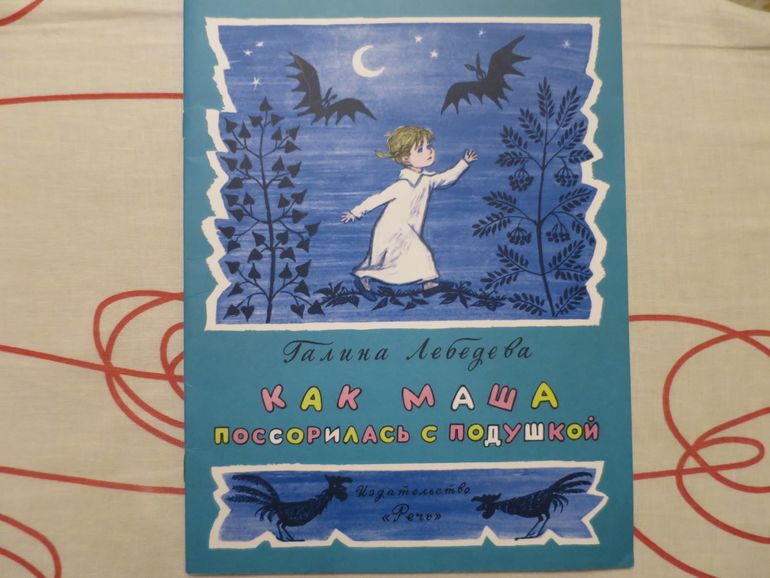 Галина Лебедева
КАК МАША
ПОССОРИЛАСЬ С ПОДУШКОЙ
Издательство
«Речь»